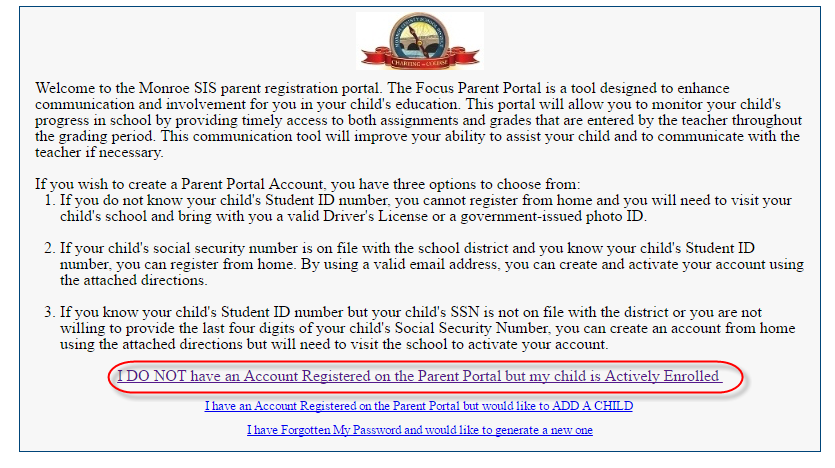 MONROE COUNTY SCHOOL DISTRICT
CHARTING our COURSE
Welcome to the Monroe SIS parent registration portal. The Focus Parent Portal is a tool designed to enhance
communication and involvement for you in your child's education. This portal will allow you to monitor your child's
progress in school by providing timely access to both assignments and grades that are entered by the teacher throughout
the grading period. This communication tool will improve your ability to assist your child and to communicate with the
teacher if necessary.
If you wish to create a Parent Portal Account, you have three options to choose from:
1. If you do not know your child's Student ID number, you cannot register from home and you will need to visit your
child's school and bring with you a valid Driver's License or a government-issued photo ID.
2. If your child's social security number is on file with the school district and you know your child's Student ID
number, you can register from home. By using a valid email address, you can create and activate your account using
the attached directions.
3. If you know your child's Student ID number but your child's SSN is not on file with the district or you are not
willing to provide the last four digits of your child's Social Security Number, you can create an account from home
using the attached directions but will need to visit the school to activate your account.
I DO NOT have an Account Registered on the Parent Portal but my child is Actively Enrolled
I have an Account Registered on the Parent Portal but would like to ADD A CHILD
I have Forgotten My Password and would like to generate a new one